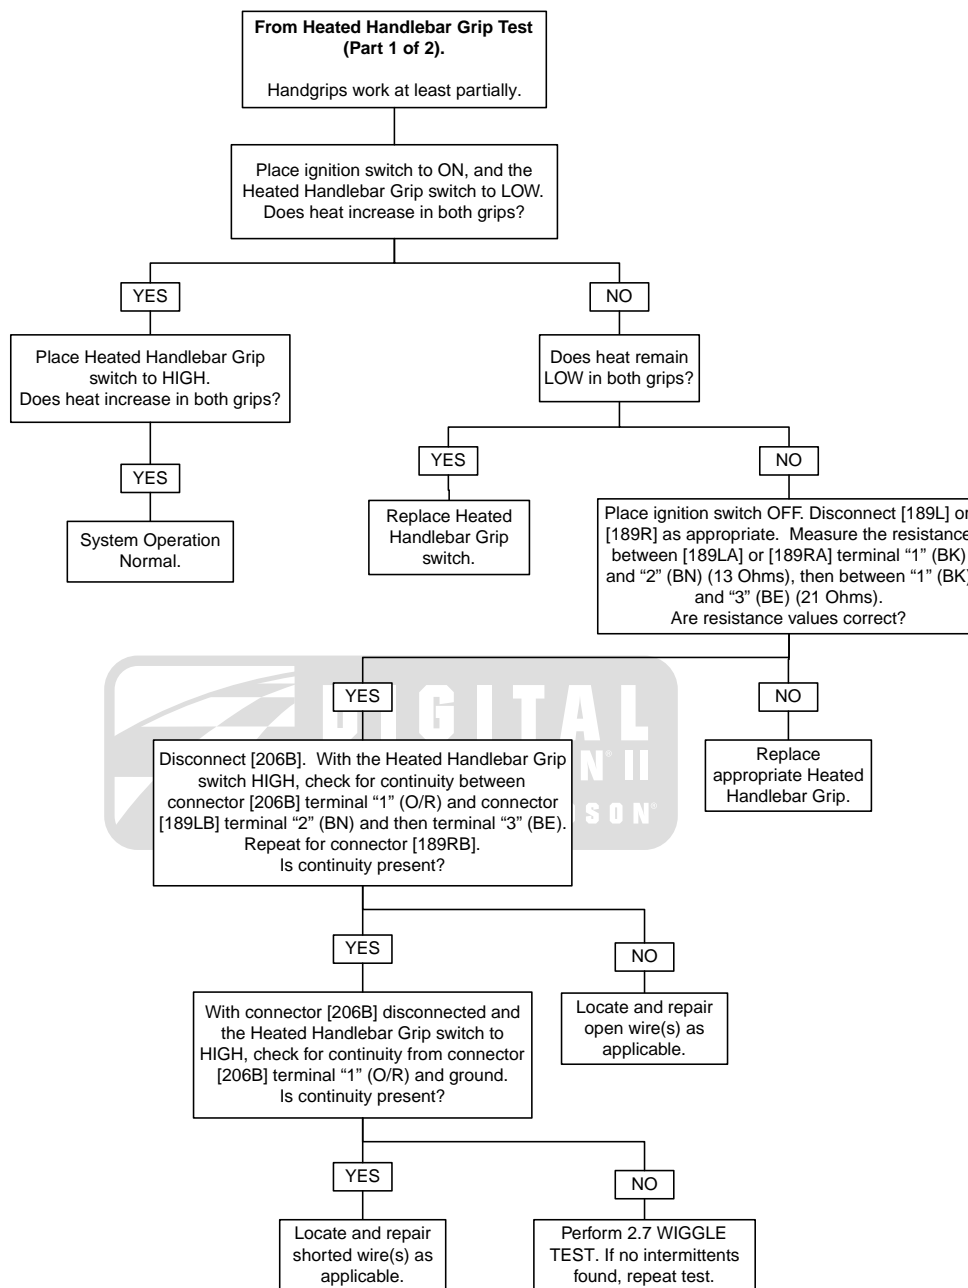 From Heated Handlebar Grip Test
(Part 1 of 2).
Handgrips work at least partially.
Place ignition switch to ON, and the
Heated Handlebar Grip switch to LOW.
Does heat increase in both grips?
YES
NO
Place Heated Handlebar Grip
switch to HIGH.
Does heat increase in both grips?
Does heat remain
LOW in both grips?
YES
YES
NO
System Operation
Normal.
Replace Heated
Handlebar Grip
switch.
Place ignition switch OFF. Disconnect [189L] or
[189R] as appropriate. Measure the resistance
between [189LA] or [189RA] terminal “1” (BK)
and “2” (BN) (13 Ohms), then between “1” (BK)
and “3” (BE) (21 Ohms).
Are resistance values correct?
YES
NO
DIGITAL
N® II
DSON®
Disconnect [206B]. With the Heated Handlebar Grip
switch HIGH, check for continuity between
connector [206B] terminal “1” (O/R) and connector
[189LB] terminal “2” (BN) and then terminal “3” (BE).
Repeat for connector [189RB].
Is continuity present?
Replace
appropriate Heated
Handlebar Grip.
YES
NO
With connector [206B] disconnected and
the Heated Handlebar Grip switch to
HIGH, check for continuity from connector
[206B] terminal “1” (O/R) and ground.
Is continuity present?
Locate and repair
open wire(s) as
applicable.
YES
NO
Locate and repair
shorted wire(s) as
applicable.
Perform 2.7 WIGGLE
TEST. If no intermittents
found, repeat test.